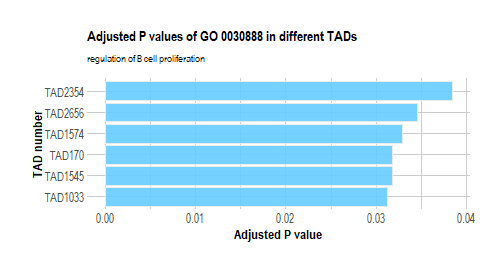 Adjusted P values of GO 0030888 in different TADs
regulation of B cell proliferation
TAD number
TAD2354
TAD2656
TAD1574
TAD170
TAD1545
TAD1033
0.00 0.01 0.02 0.03 0.04
Adjusted P value